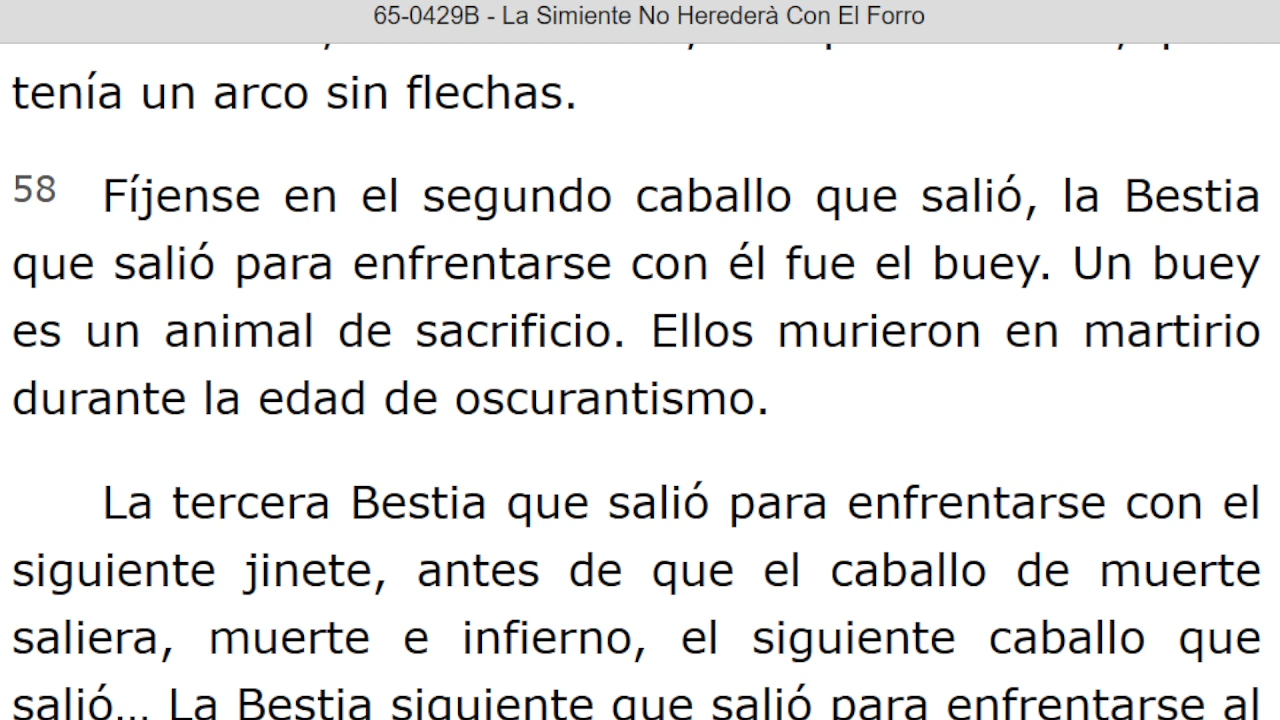 65-0429B - La Simiente No Herederà Con El Forro
tenía un arco sin flechas.
58 Fíjense en el segundo caballo que salió, la Bestia
que salió para enfrentarse con él fue el buey. Un buey
es un animal de sacrificio. Ellos murieron en martirio
durante la edad de oscurantismo.
La tercera Bestia que salió para enfrentarse con el
siguiente jinete, antes de que el caballo de muerte
saliera, muerte e infierno, el siguiente caballo que
salió... La Bestia siguiente que salió para enfrentarse al